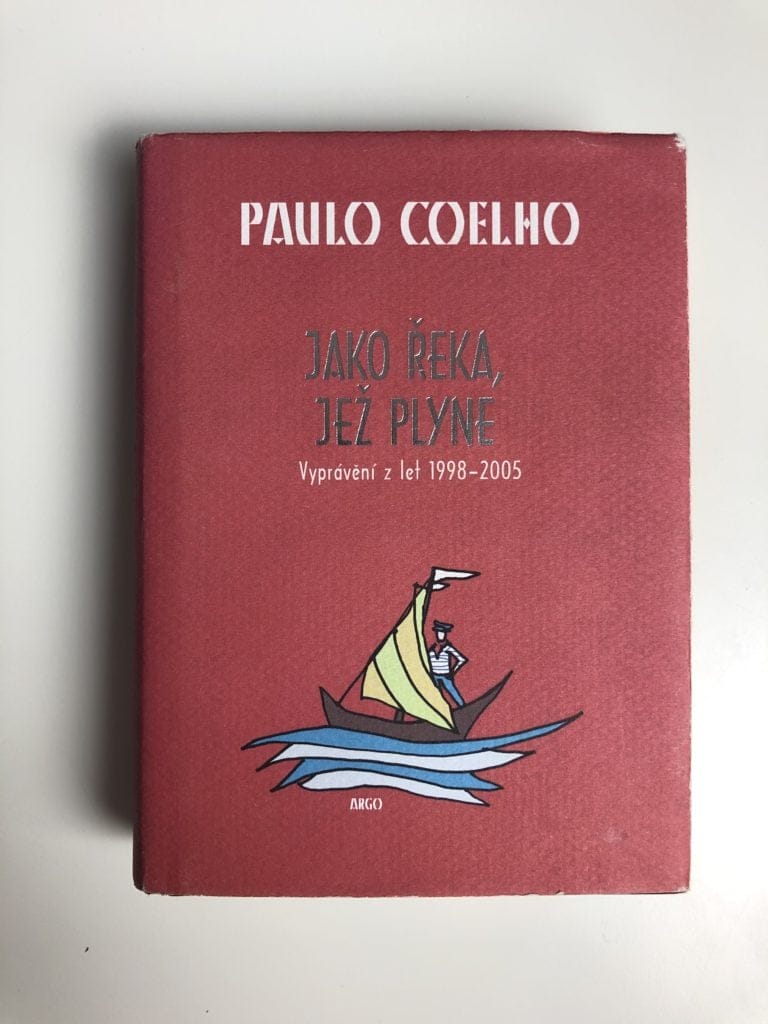 PAULO COELHO
JAKO ŘEKA,
JEŽ PLYNE
Vyprávění z let 1998–2005
ARGO